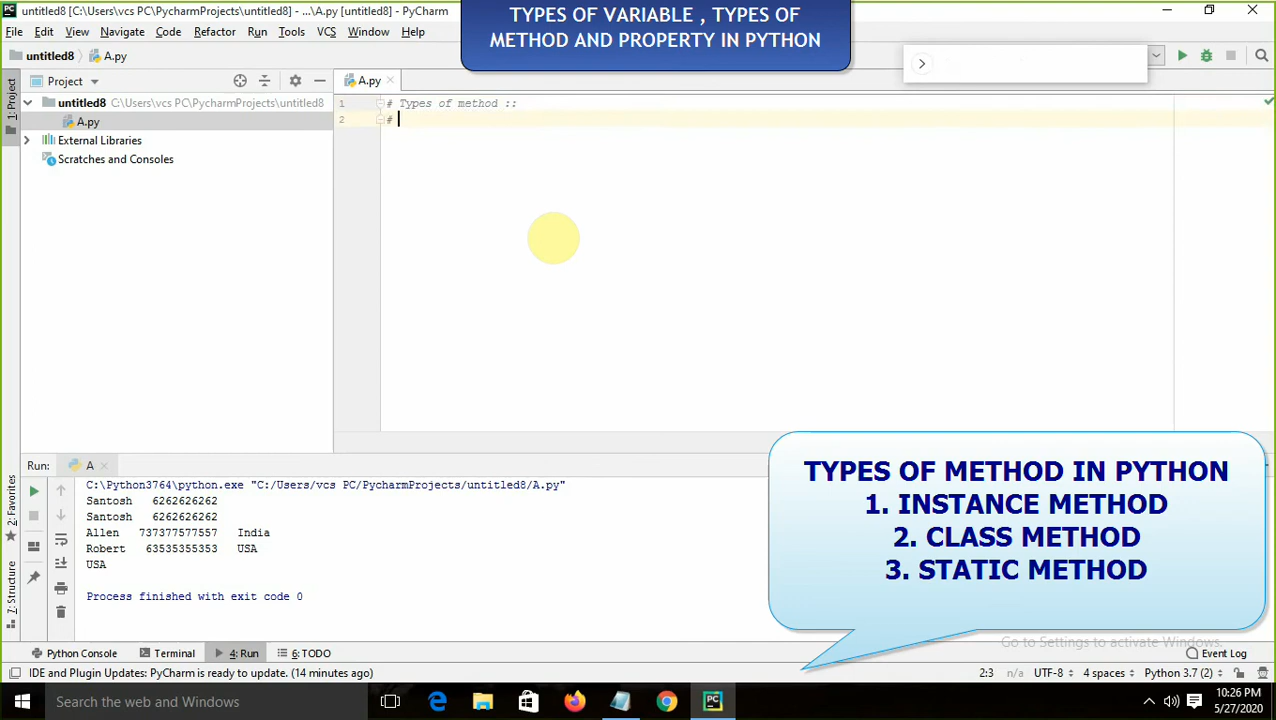 untitled8 [C:\Users\vcs PC\PycharmProjects\untitled8] - ...\A.py [untitled8] - PyCharm
File Edit View Navigate Code Refactor Run Tools VCS Window Help
TYPES OF VARIABLE , TYPES OF
METHOD AND PROPERTY IN PYTHON
untitled8 A.py
1: Project
Project
A.py
untitled8 C:\Users\vcs PC\PycharmProjects\untitled8
A.py
External Libraries
Scratches and Consoles
1 # Types of method ::
2 #
Run: A
C:\Python3764\python.exe "C:/Users/vcs PC/PycharmProjects/untitled8/A.py"
Santosh 6262626262
Santosh 6262626262
Allen 737377577557 India
Robert 63535355353 USA
USA
Process finished with exit code 0
2: Favorites
7: Structure
TYPES OF METHOD IN PYTHON
1. INSTANCE METHOD
2. CLASS METHOD
3. STATIC METHOD
Go to Settings to activate Windows.
Python Console Terminal 4: Run 6: TODO Event Log
IDE and Plugin Updates: PyCharm is ready to update. (14 minutes ago) 2:3 n/a UTF-8 4 spaces Python 3.7 (2)
Search the web and Windows
10:26 PM
5/27/2020